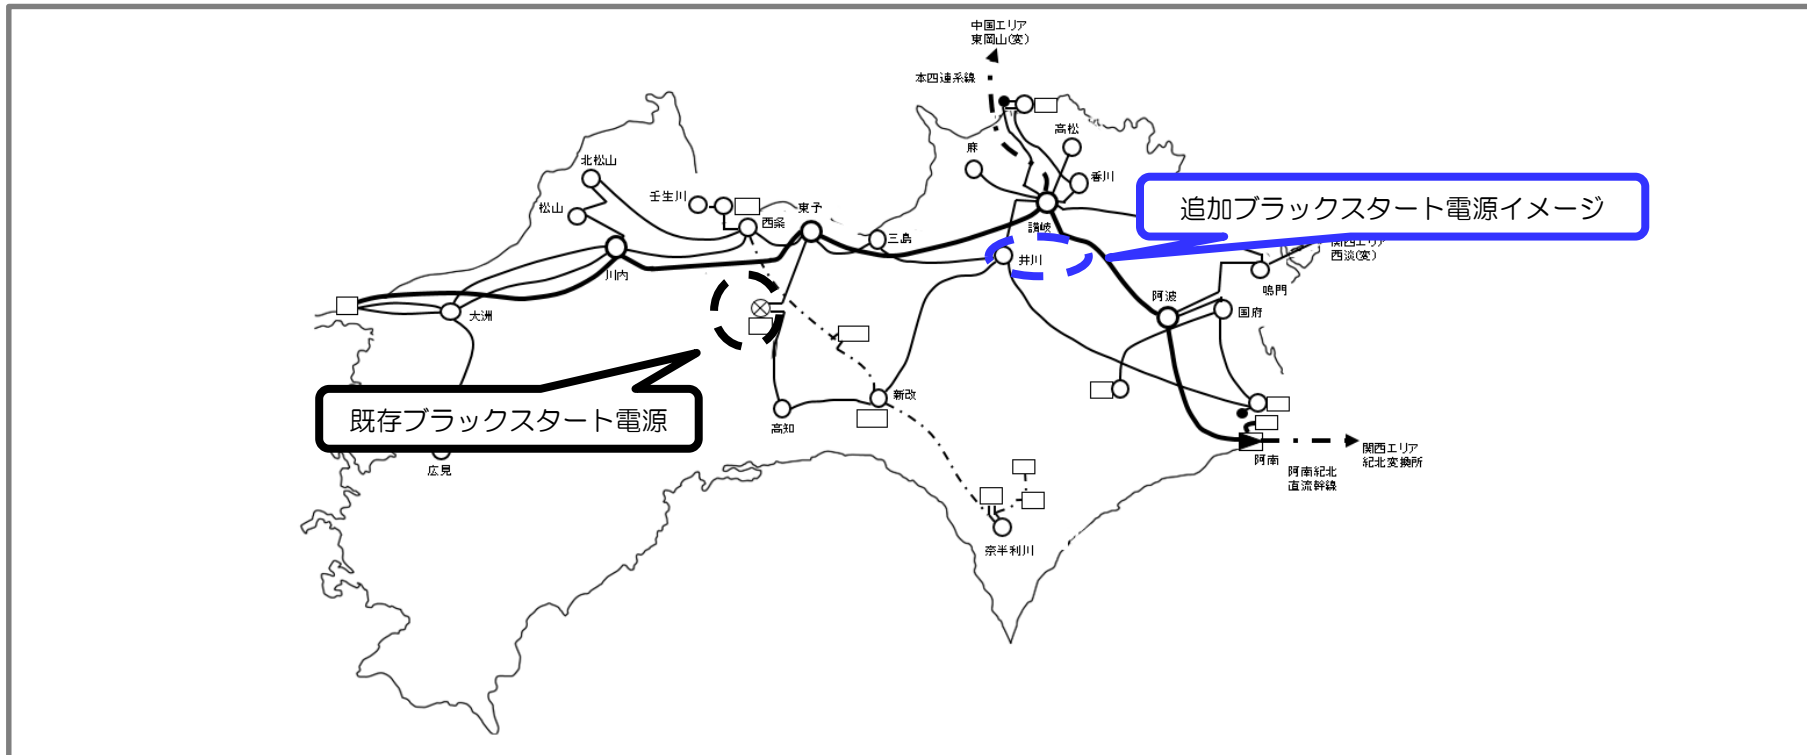 中国エリア
東岡山(変)
本四連系線
高松
麻
香川
北松山
壬生川
松山
西条
東予
三島
讃岐
追加ブラックスタート電源イメージ
関西エリア
西淡(変)
井川
川内
鳴門
阿波
国府
大洲
既存ブラックスタート電源
新改
高知
広見
阿南
関西エリア
紀北変換所
阿南紀北
直流幹線
奈半利川